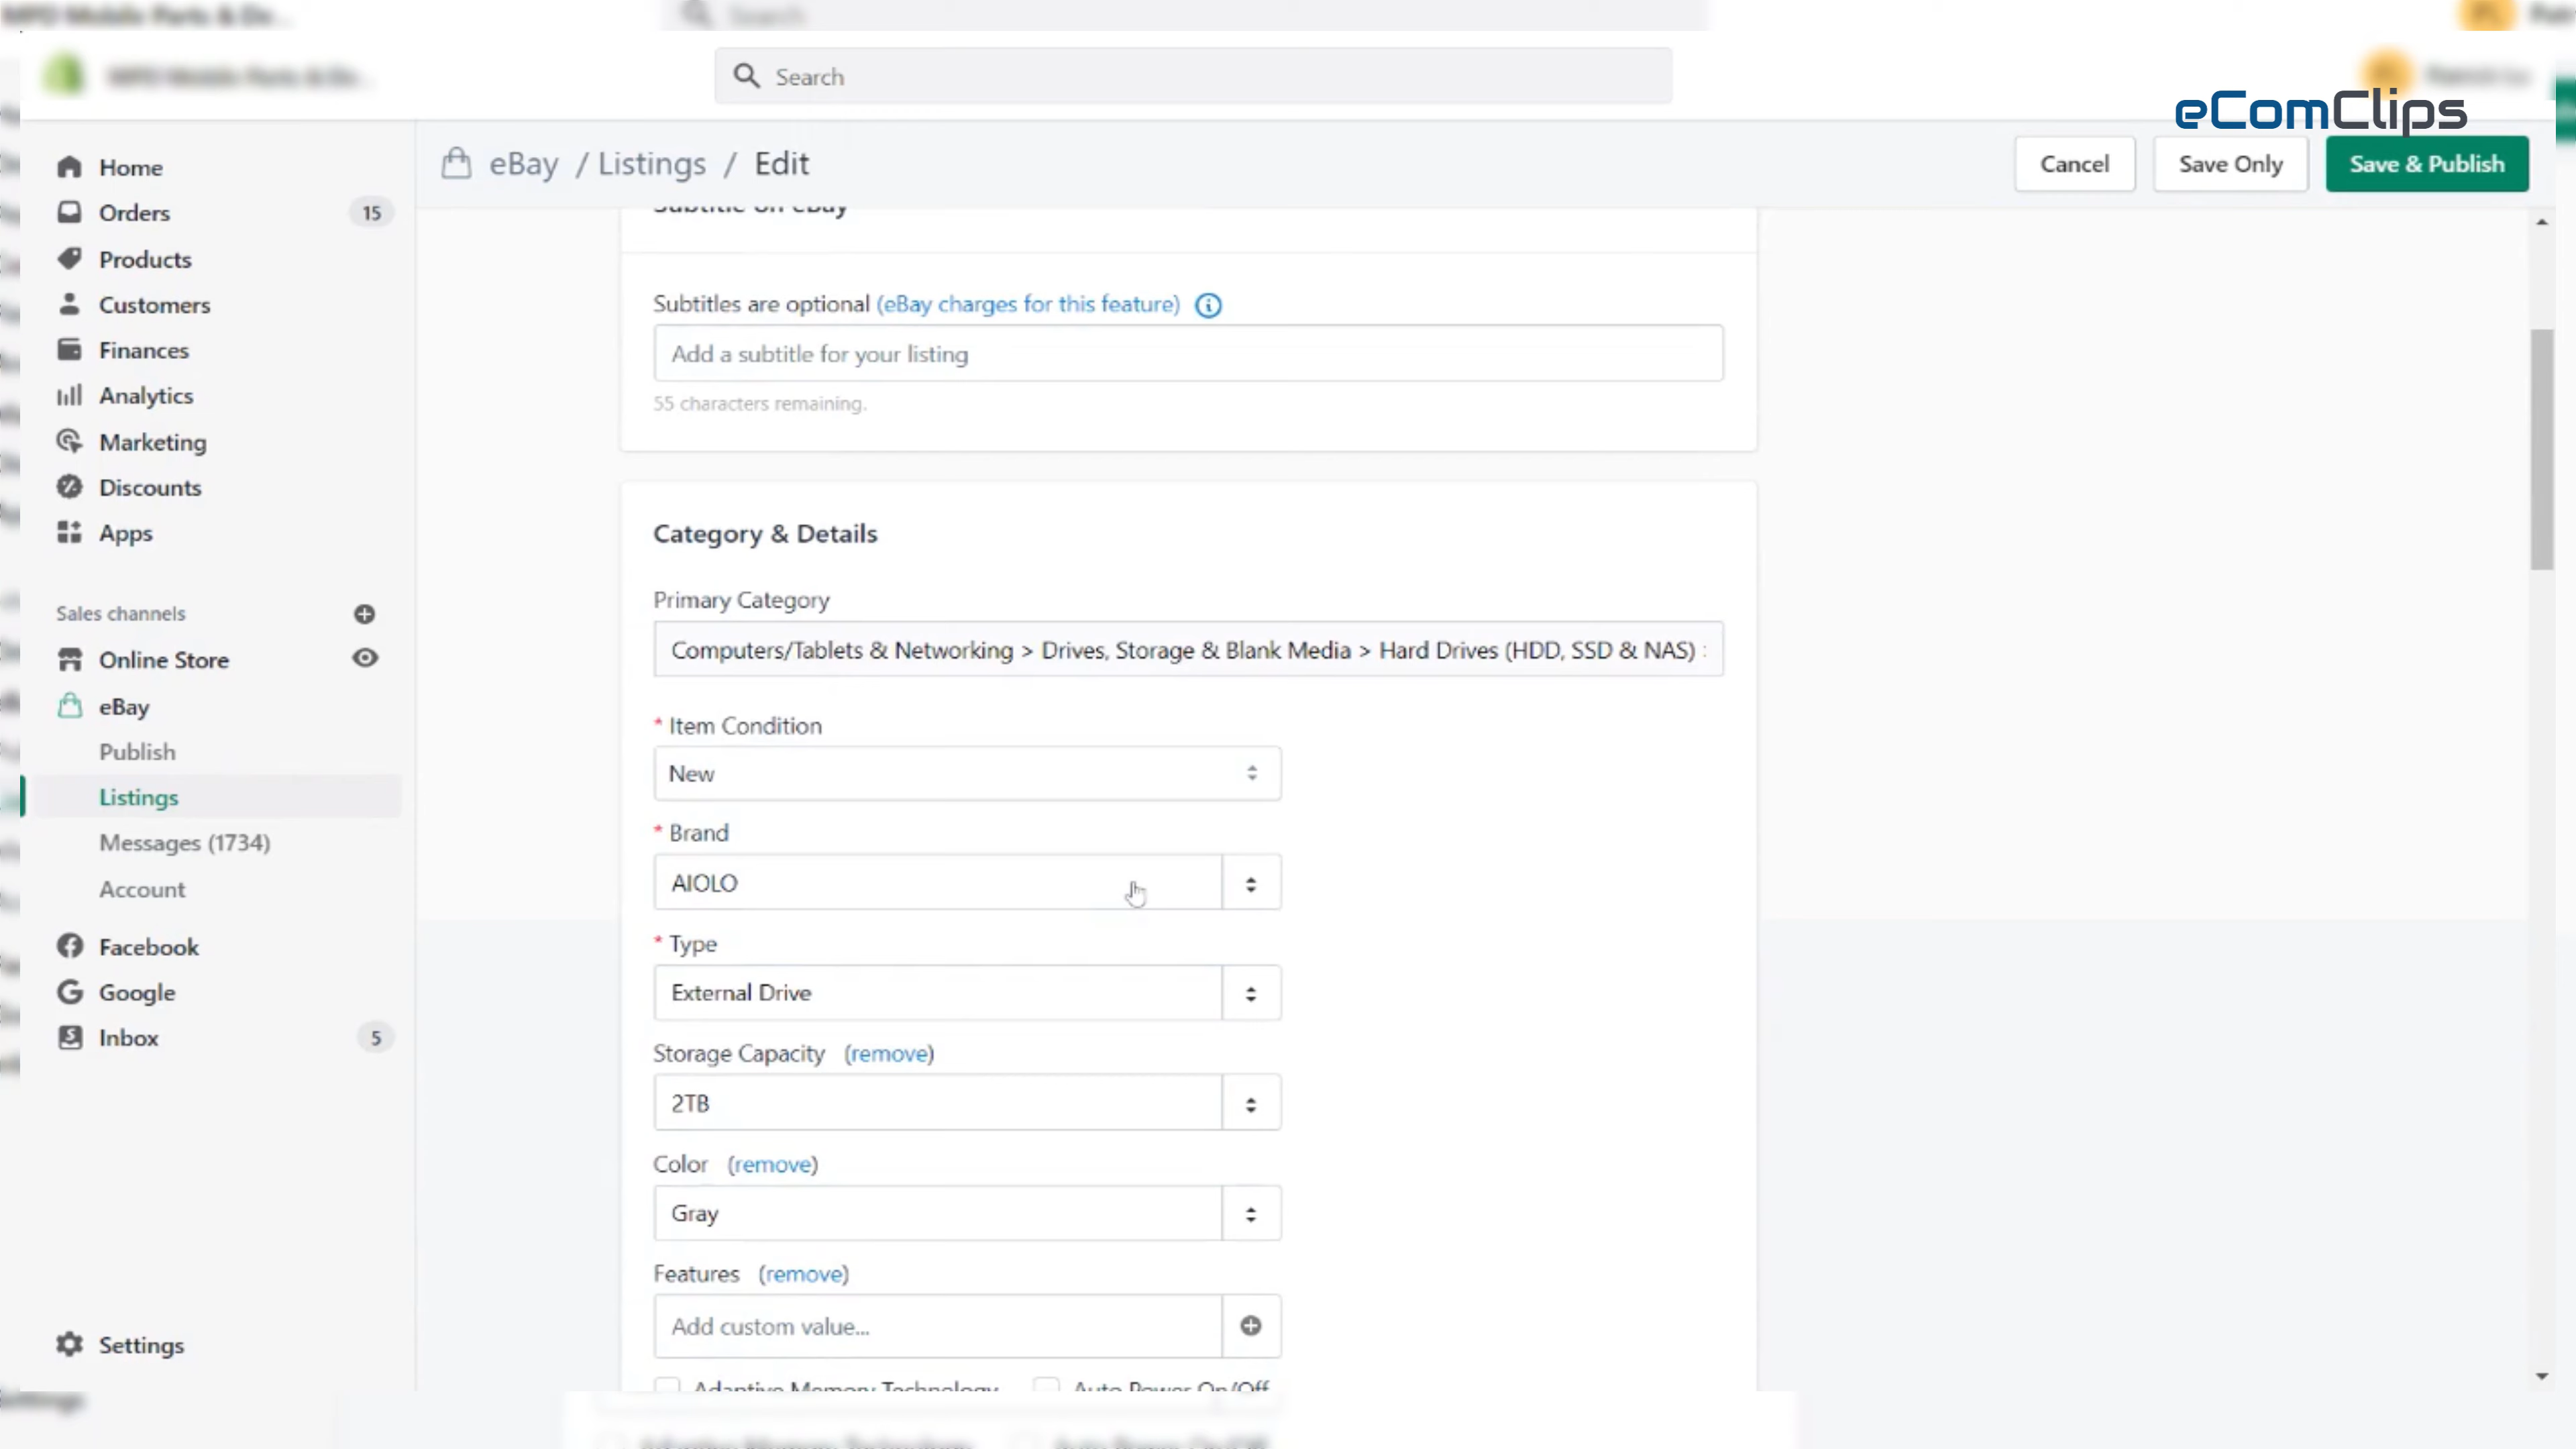 Search
eComClips
Home
Orders 15
Products
Customers
Finances
Analytics
Marketing
Discounts
Apps
Sales channels
Online Store
eBay
Publish
Listings
Messages (1734)
Account
Facebook
Google
Inbox 5
Settings
eBay / Listings / Edit
Cancel
Save Only
Save & Publish
Subtitle on eBay
Subtitles are optional (eBay charges for this feature)
Add a subtitle for your listing
55 characters remaining.
Category & Details
Primary Category
Computers/Tablets & Networking > Drives, Storage & Blank Media > Hard Drives (HDD, SSD & NAS)
* Item Condition
New
* Brand
AIOLO
* Type
External Drive
Storage Capacity (remove)
2TB
Color (remove)
Gray
Features (remove)
Add custom value...
Adaptive Memory Technology Auto Power On/Off